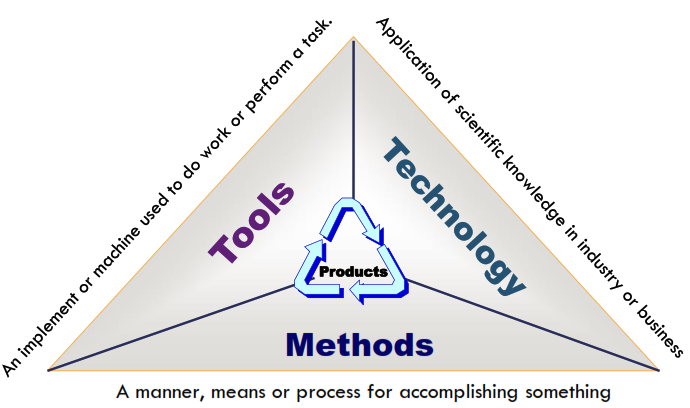 An implement or machine used to do work or perform a task.
Application of scientific knowledge in industry or business
Tools
Technology
Products
Methods
A manner, means or process for accomplishing something